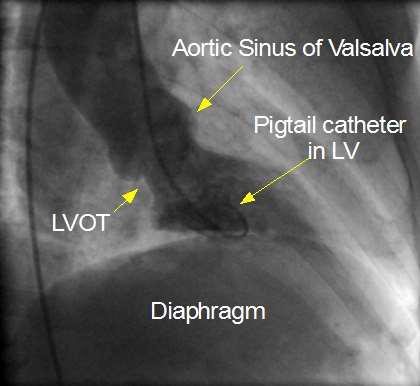 Aortic Sinus of Valsalva
Pigtail catheter
in LV
LVOT
Diaphragm